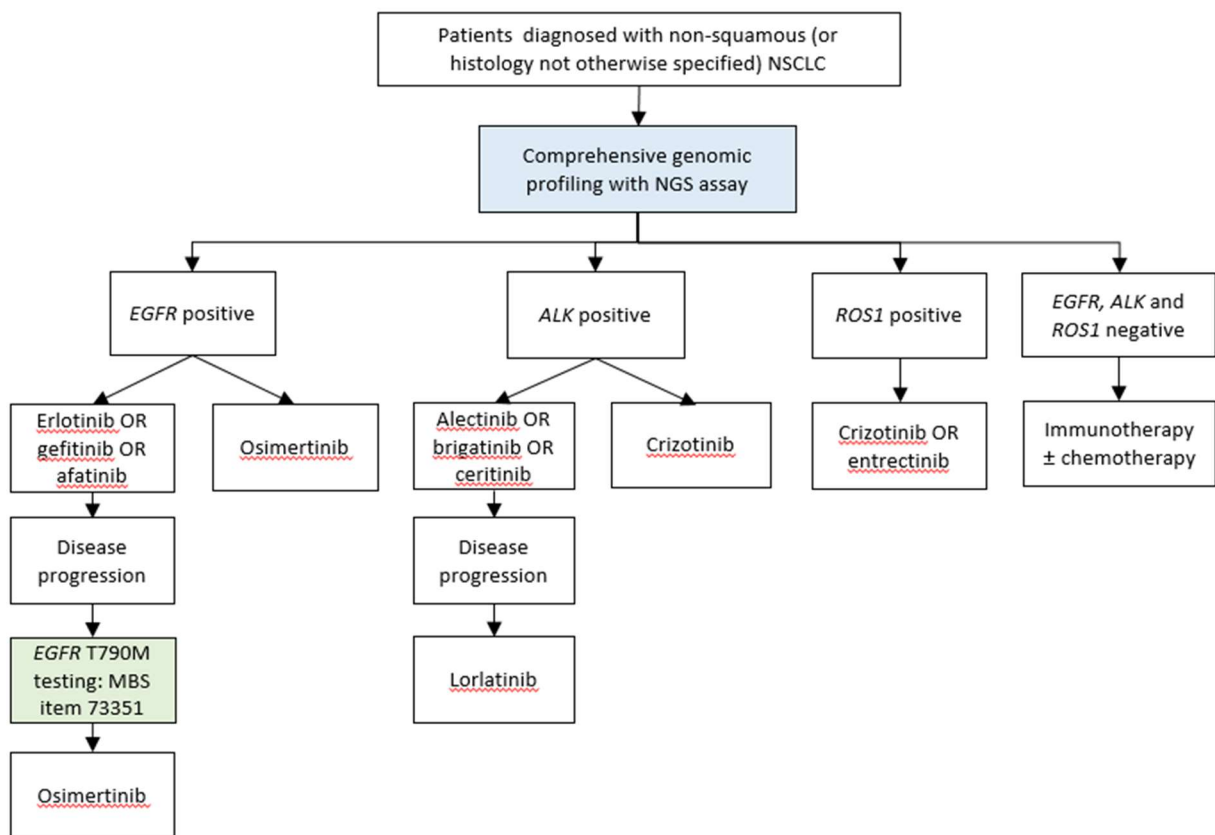 Patients diagnosed with non-squamous (or
histology not otherwise specified) NSCLC
Comprehensive genomic
profiling with NGS assay
EGFR positive
ALK positive
ROS1 positive
EGFR, ALK and
ROS1 negative
Erlotinib OR
gefitinib OR
afatinib
Osimertinib
Alectinib OR
brigatinib OR
ceritinib
Crizotinib
Crizotinib OR
entrectinib
Immunotherapy
± chemotherapy
Disease
progression
Disease
progression
EGFR T790M
testing: MBS
item 73351
Lorlatinib
Osimertinib